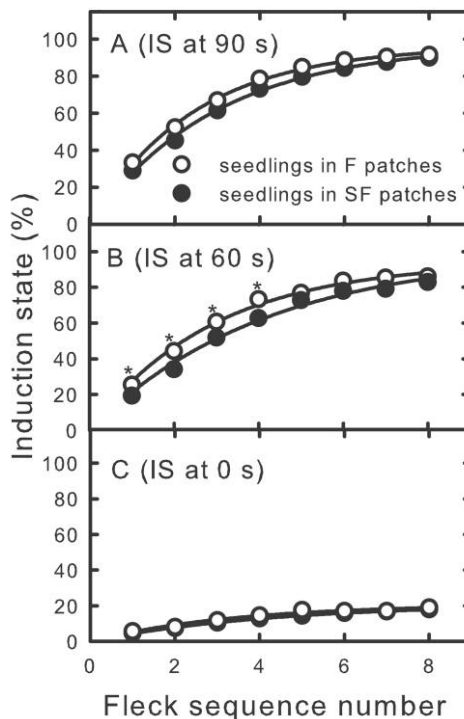 100
80
60
40
20
0
A (IS at 90 s)
seedlings in F patches
seedlings in SF patches
Induction state (%)
100
80
60
40
20
0
B (IS at 60 s)
*
*
*
*
100
80
60
40
20
0
C (IS at 0 s)
0 2 4 6 8
Fleck sequence number